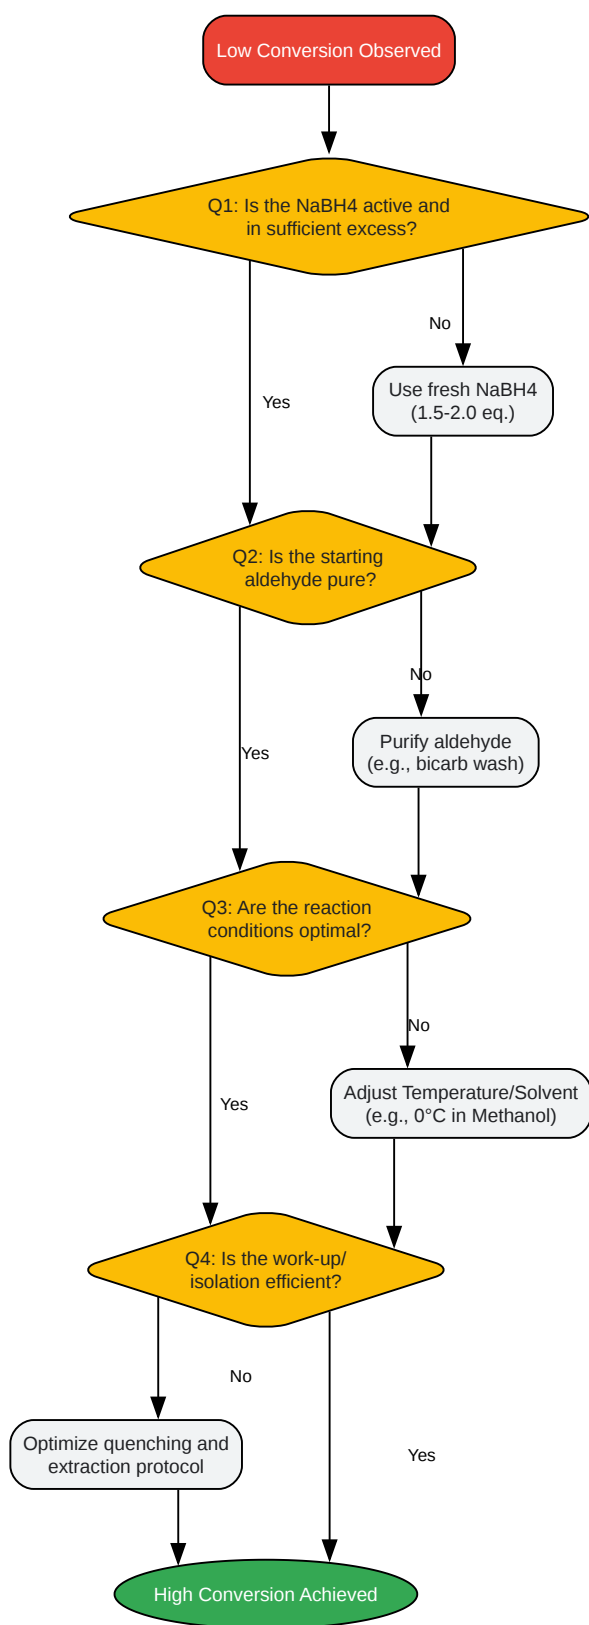 Low Conversion Observed
Q1: Is the NaBH4 active and
in sufficient excess?
No
Use fresh NaBH4
(1.5-2.0 eq.)
Yes
Q2: Is the starting
aldehyde pure?
No
Purify aldehyde
(e.g., bicarb wash)
Yes
Q3: Are the reaction
conditions optimal?
No
Adjust Temperature/Solvent
(e.g., 0°C in Methanol)
Yes
Q4: Is the work-up/
isolation efficient?
No
Optimize quenching and
extraction protocol
Yes
High Conversion Achieved